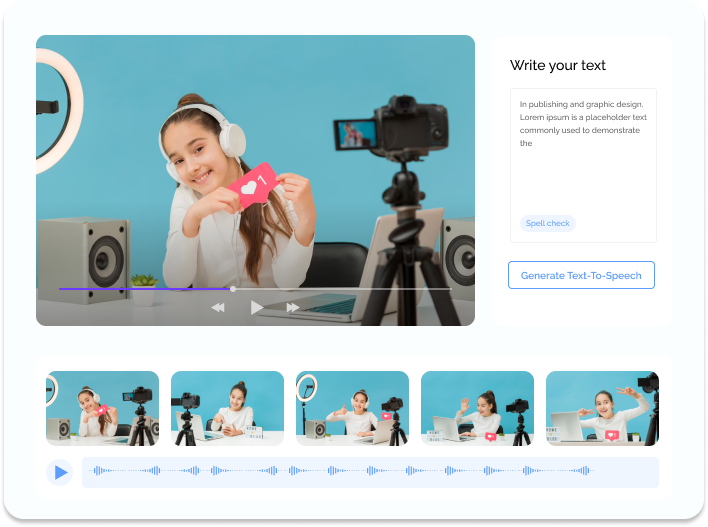 Write your text
In publishing and graphic design,
Lorem ipsum is a placeholder text
commonly used to demonstrate
the
Spell check
Generate Text-To-Speech
1